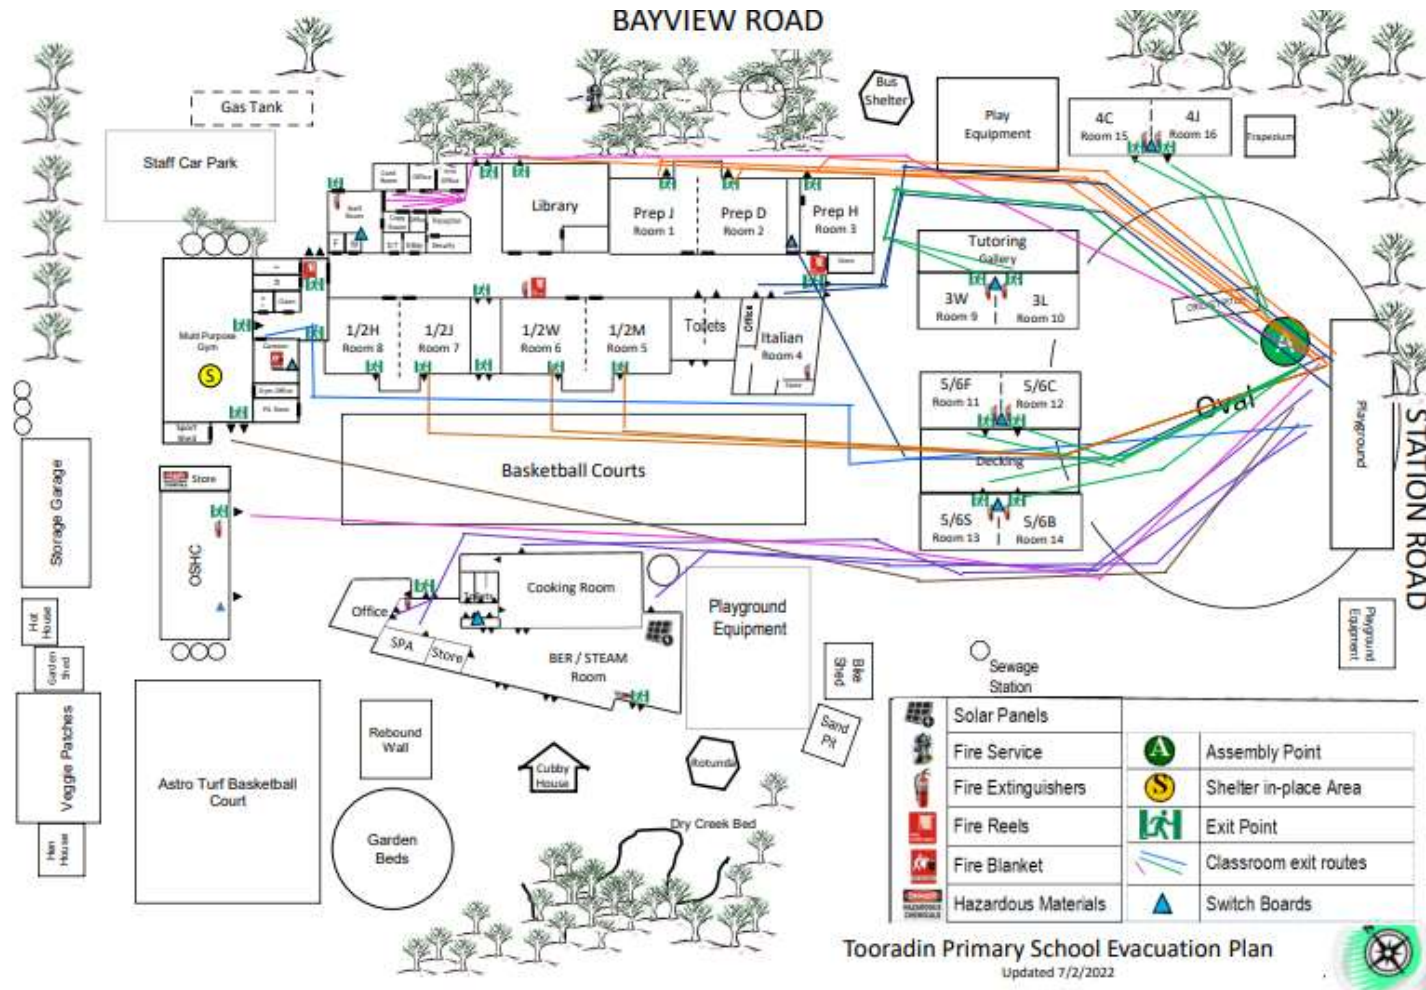 BAYVIEW ROAD
Gas Tank
Staff Car Park
Bus
Shelter
Play
Equipment
4C
Room 15
4J
Room 16
Trapezium
Library
Prep J
Room 1
Prep D
Room 2
Prep H
Room 3
Tutoring
Gallery
3W
Room 9
3L
Room 10
Multi Purpose
Gym
S
1/2H
Room 8
1/2J
Room 7
1/2W
Room 6
1/2M
Room 5
Toilets
Office
Italian
Room 4
A
Oval
5/6F
Room 11
5/6C
Room 12
Decking
5/6S
Room 13
5/6B
Room 14
Playground
STATION ROAD
Gym Office
Sport
Shed
Basketball Courts
Storage Garage
Store
OSHC
Hot
House
Garden
Shed
Veggie Patches
Hen
House
Office
Toilets
Cooking Room
SPA
Store
BER / STEAM
Room
Playground
Equipment
Playground
Equipment
Bike
Shed
Sand
Pit
Sewage
Station
Astro Turf Basketball
Court
Rebound
Wall
Garden
Beds
Cubby
House
Rotunda
Dry Creek Bed
Solar Panels
Fire Service
A
Assembly Point
Fire Extinguishers
S
Shelter in-place Area
Fire Reels
Exit Point
Fire Blanket
Classroom exit routes
Hazardous Materials
Switch Boards
Tooradin Primary School Evacuation Plan
Updated 7/2/2022